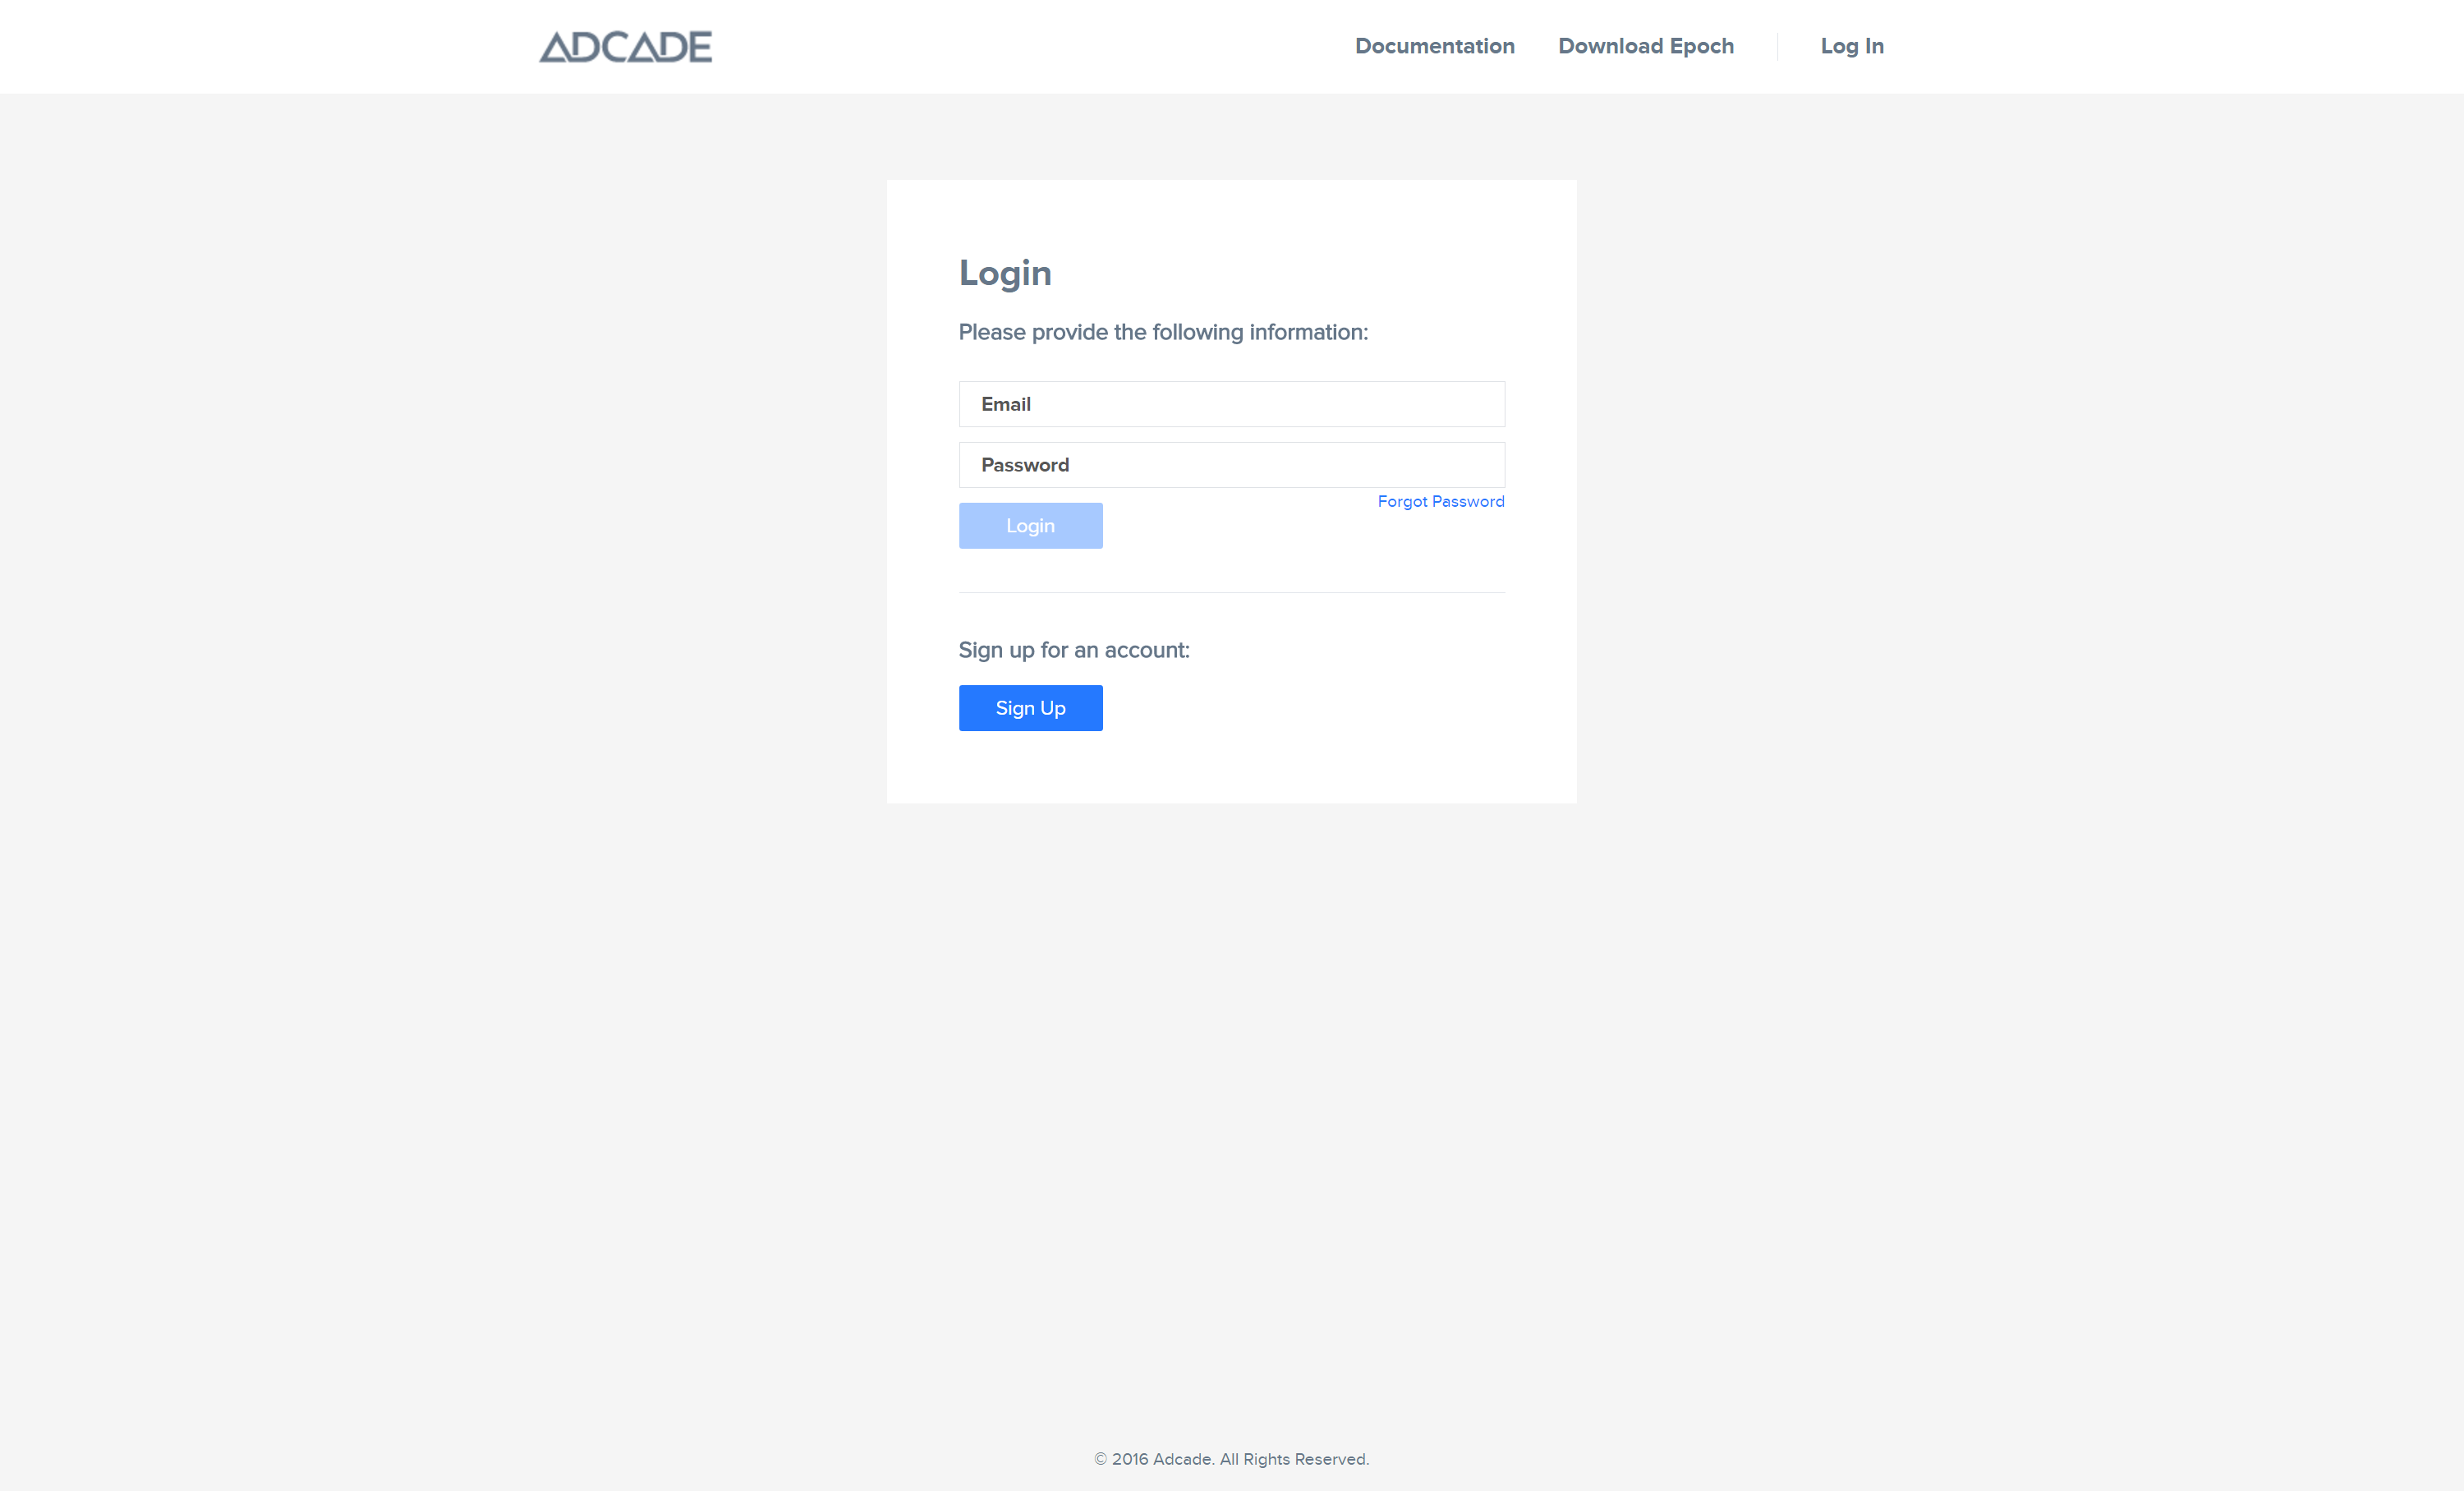 ADCADE
Documentation
Download Epoch
Log In
Login
Please provide the following information:
Email
Password
Forgot Password
Login
Sign up for an account:
Sign Up
© 2016 Adcade. All Rights Reserved.